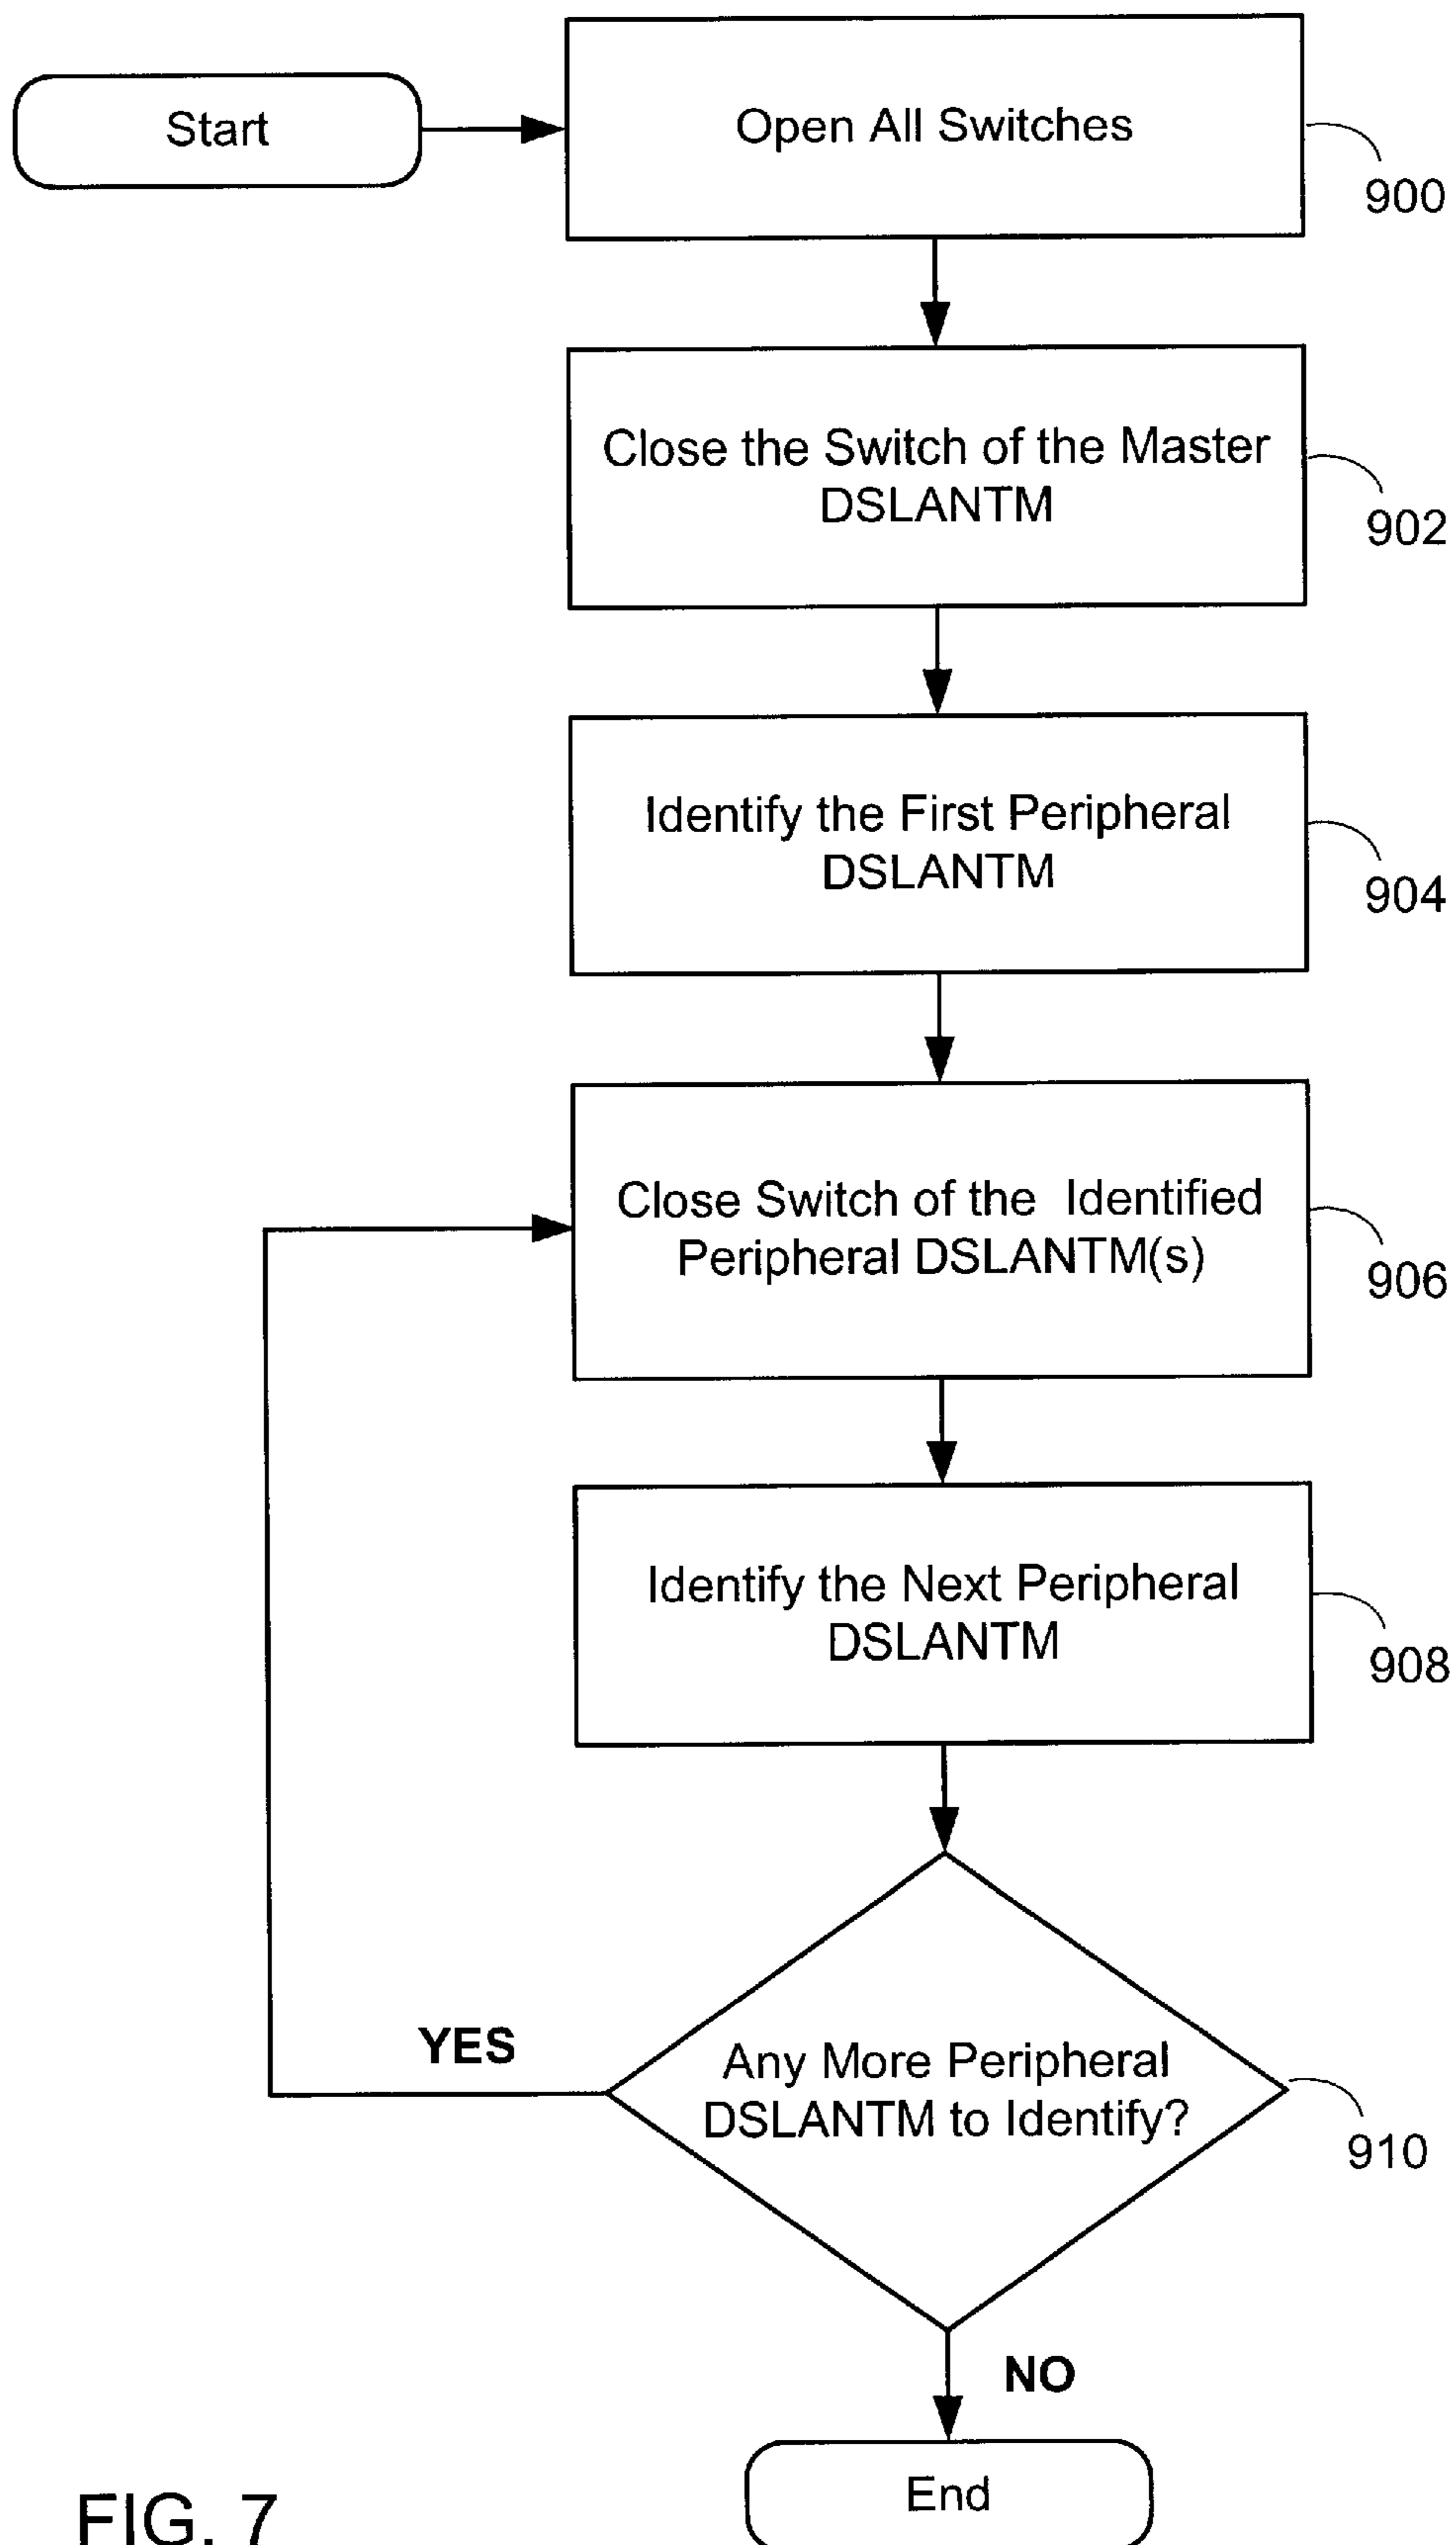 Start
Open All Switches
900
Close the Switch of the Master
DSLANTM
902
Identify the First Peripheral
DSLANTM
904
Close Switch of the Identified
Peripheral DSLANTM(s)
906
Identify the Next Peripheral
DSLANTM
908
YES
Any More Peripheral
DSLANTM to Identify?
910
NO
End
FIG. 7